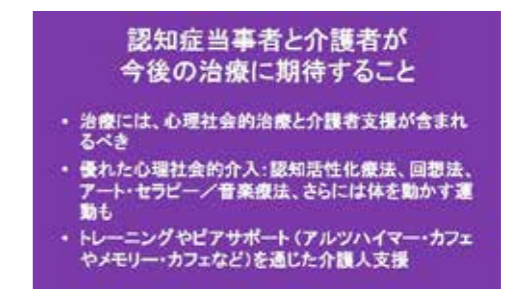 認知症当事者と介護者が
今後の治療に期待すること
• 治療には、心理社会的治療と介護者支援が含まれ
るべき
• 優れた心理社会的介入：認知活性化療法、回想法、
アート・セラピー／音楽療法、さらには体を動かす運
動も
• トレーニングやピアサポート（アルツハイマー・カフェ
やメモリー・カフェなど）を通じた介護人支援